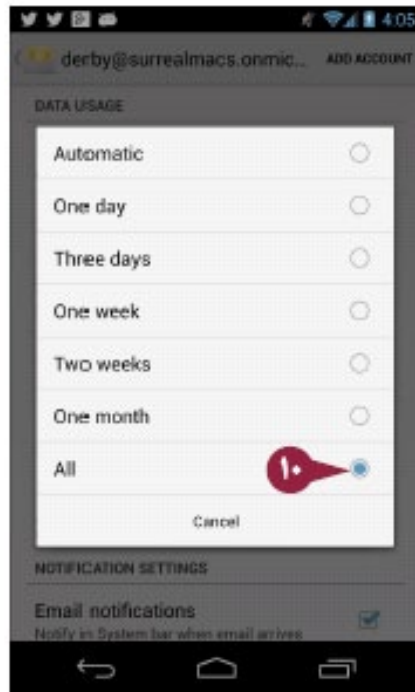 4:05
derby@surrealmacs.onmic... ADD ACCOUNT
DATA USAGE
Automatic
One day
Three days
One week
Two weeks
One month
All ١٠
Cancel
NOTIFICATION SETTINGS
Email notifications
Notify in System bar when email arrives